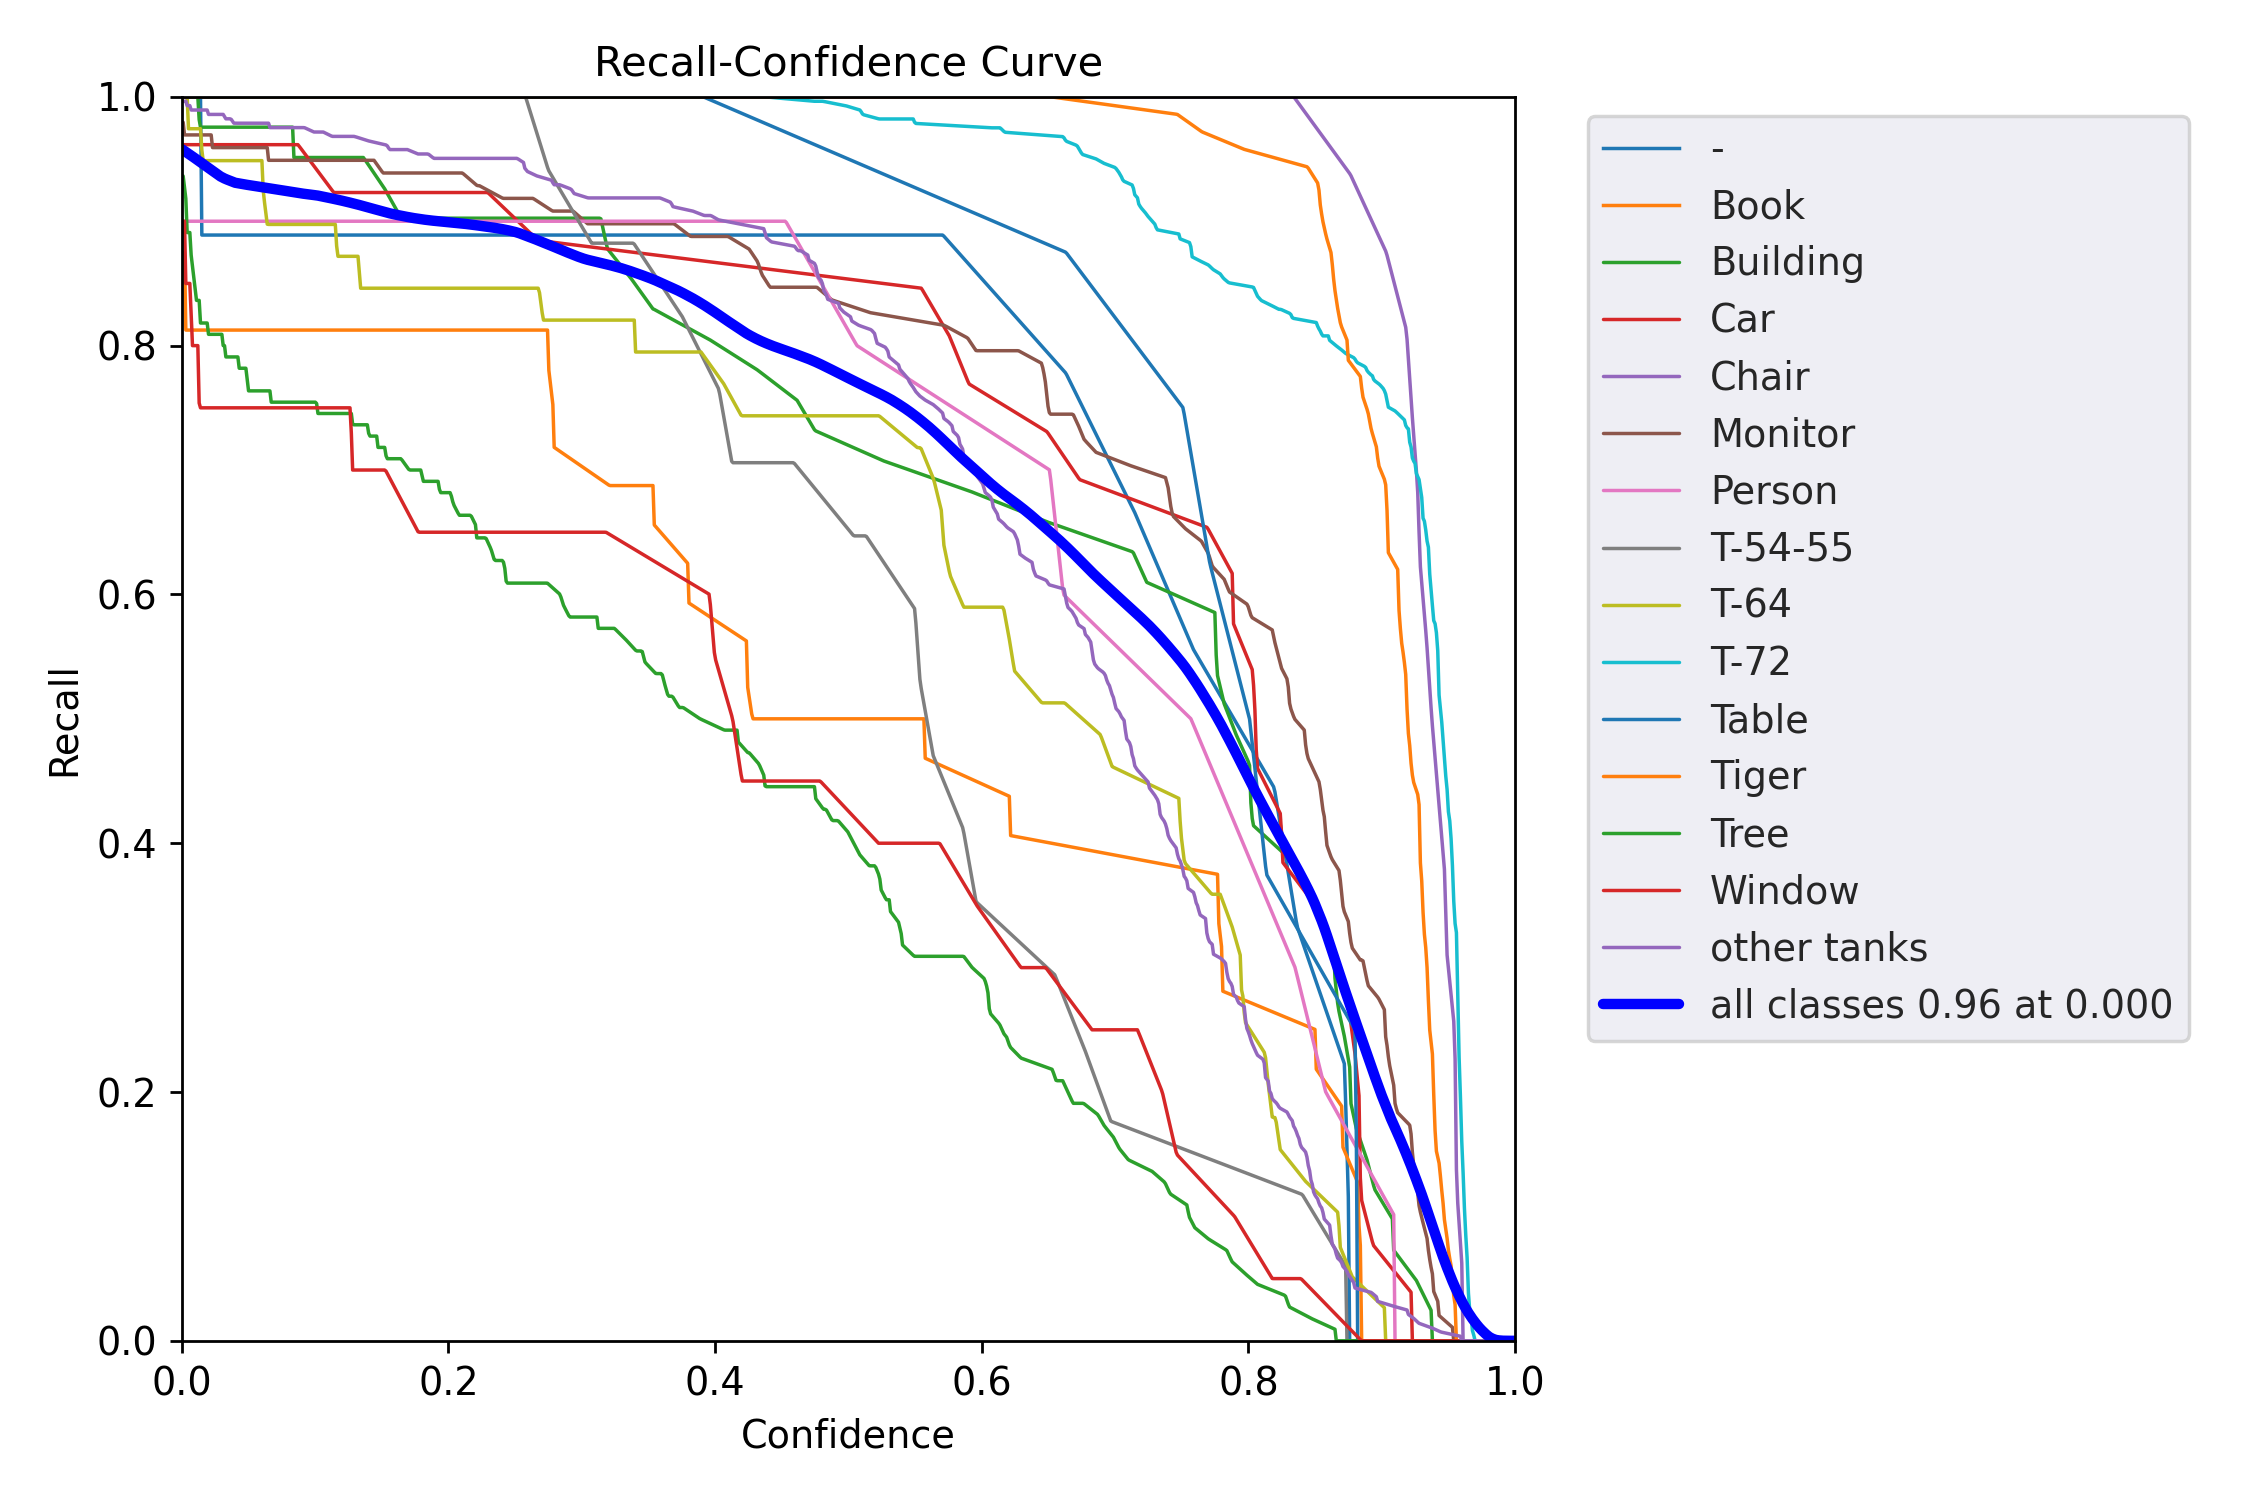 Recall-Confidence Curve
1.0
0.8
0.6
0.4
0.2
0.0
Recall
0.0 0.2 0.4 0.6 0.8 1.0
Confidence
-
Book
Building
Car
Chair
Monitor
Person
T-54-55
T-64
T-72
Table
Tiger
Tree
Window
other tanks
all classes 0.96 at 0.000